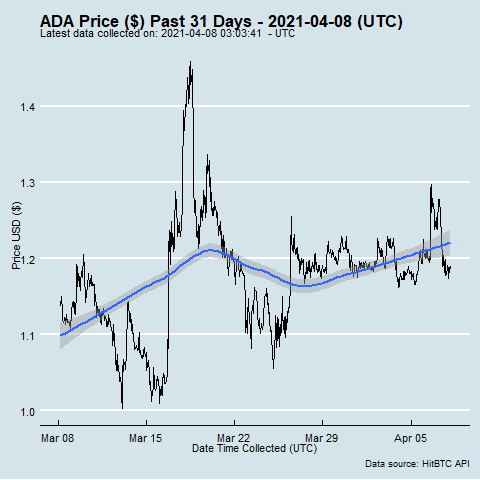 ADA Price ($) Past 31 Days - 2021-04-08 (UTC)
Latest data collected on: 2021-04-08 03:03:41  - UTC
Price USD ($)
1.4
1.3
1.2
1.1
1.0
Mar 08 Mar 15 Mar 22 Mar 29 Apr 05
Date Time Collected (UTC)
Data source: HitBTC API